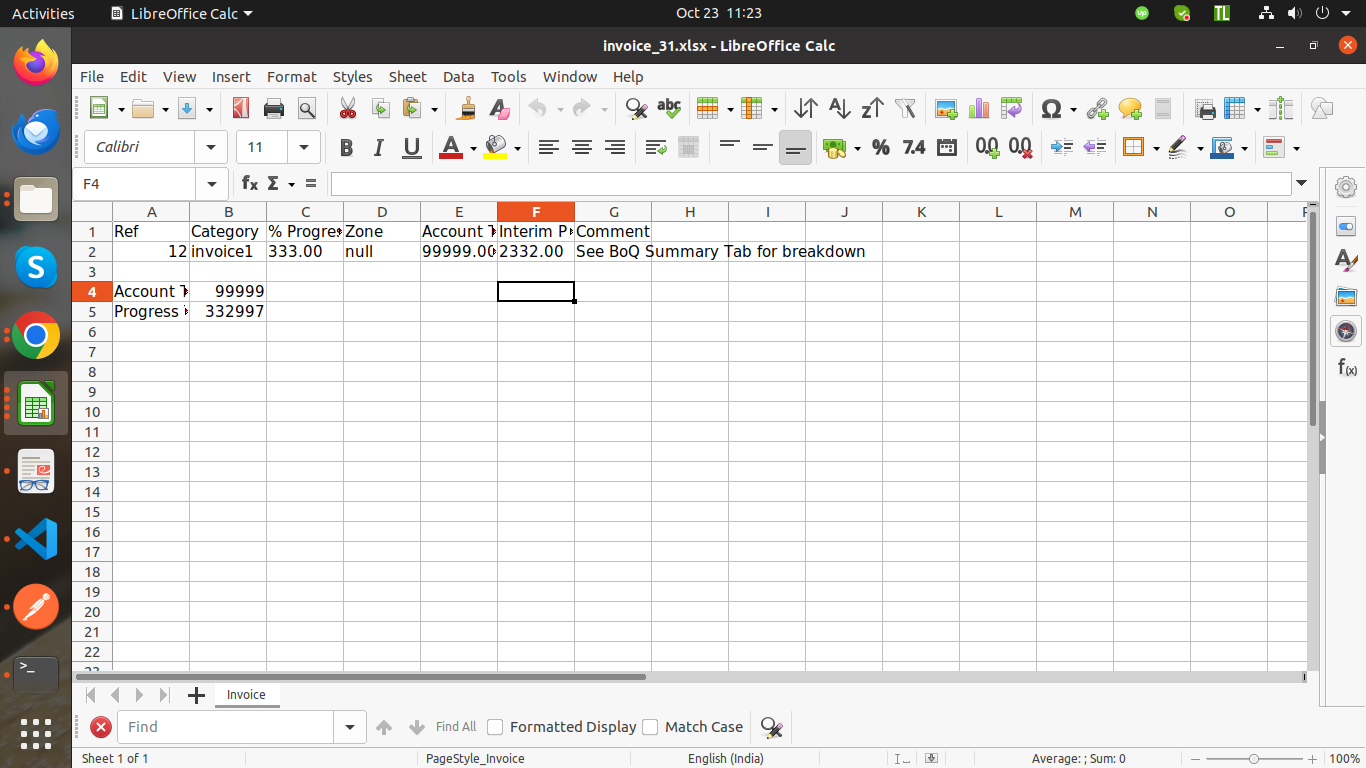 Activities LibreOffice Calc Oct 23 11:23
invoice_31.xlsx - LibreOffice Calc
File Edit View Insert Format Styles Sheet Data Tools Window Help
Calibri 11
F4
A B C D E F G H I J K L M N O P
1 Ref Category % Progre Zone Account T Interim P Comment
2 12 invoice1 333.00 null 99999.00 2332.00 See BoQ Summary Tab for breakdown
3
4 Account T 99999
5 Progress 332997
6
7
8
9
10
11
12
13
14
15
16
17
18
19
20
21
22
23
Invoice
Find Find All Formatted Display Match Case
Sheet 1 of 1 PageStyle_Invoice English (India) Average: ; Sum: 0 100%